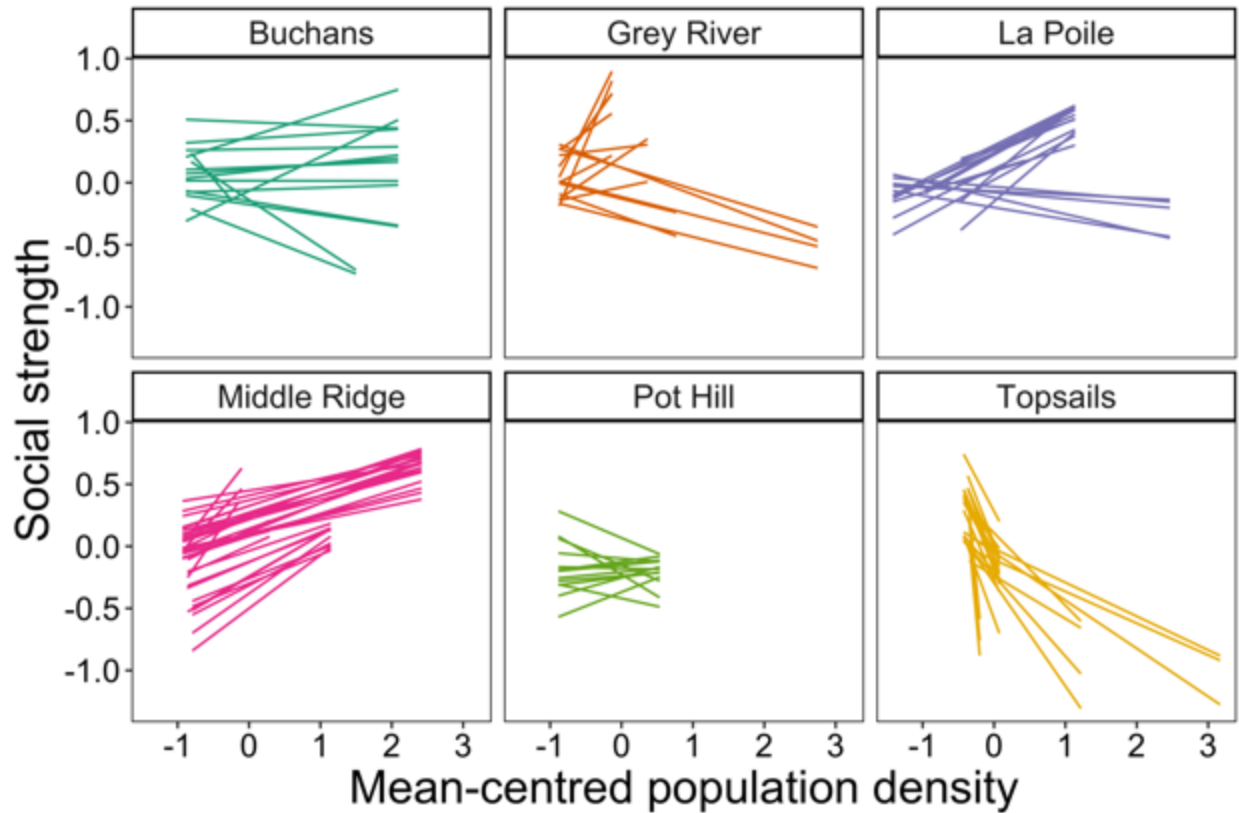 Buchans Grey River La Poile
1.0
0.5
0.0
-0.5
-1.0
Middle Ridge Pot Hill Topsails
1.0
0.5
0.0
-0.5
-1.0
-1 0 1 2 3 -1 0 1 2 3 -1 0 1 2 3
Social strength
Mean-centred population density